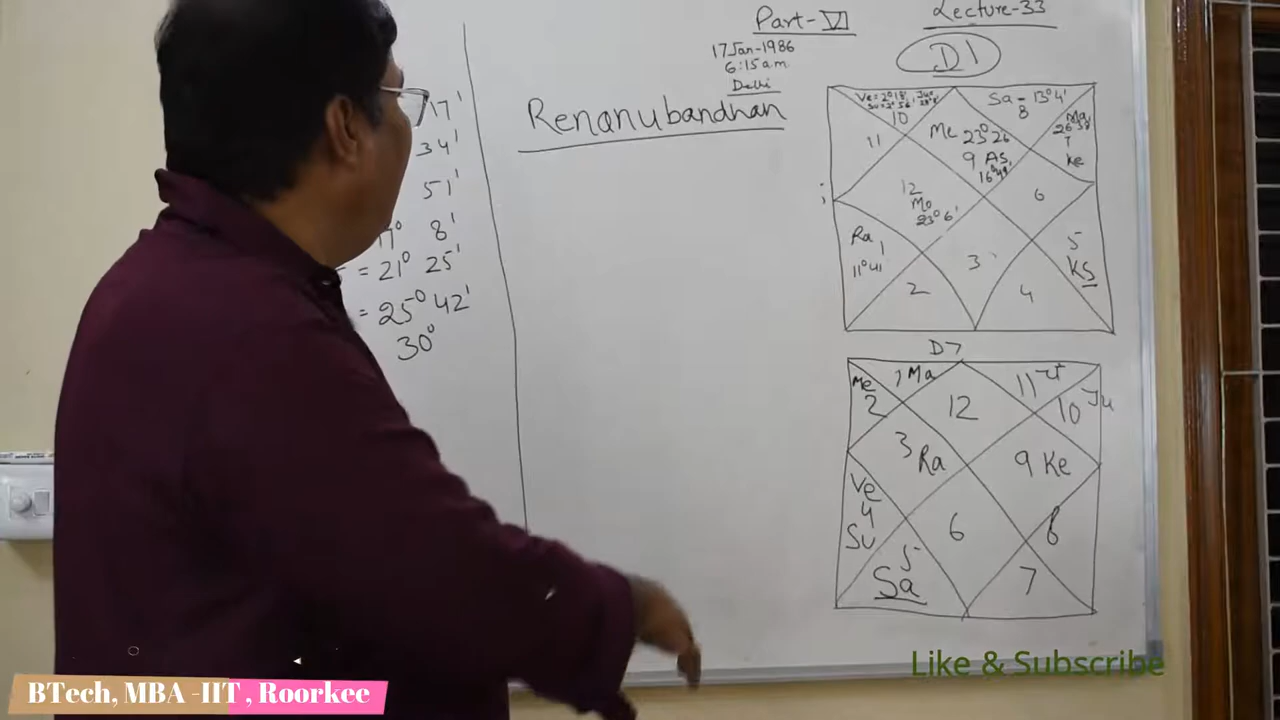 Part-VI
Lecture-33
17 Jan-1986
6:15 a.m.
Delhi
D1
Renanubandhan
17'
34'
51'
17° 8'
= 21° 25'
= 25° 42'
30°
Sa - 13° 4'
8
10
11
Me 23° 26
9 As
Ke
12
Mo
23° 6'
6
Ra 1
11° 41
5
KS
3
2
4
D7
Me
2
1 Ma
12
11
10 Ju
3 Ra
9 Ke
Ve
4
Su
6
8
5
Sa
7
Like & Subscribe
BTech, MBA -IIT , Roorkee